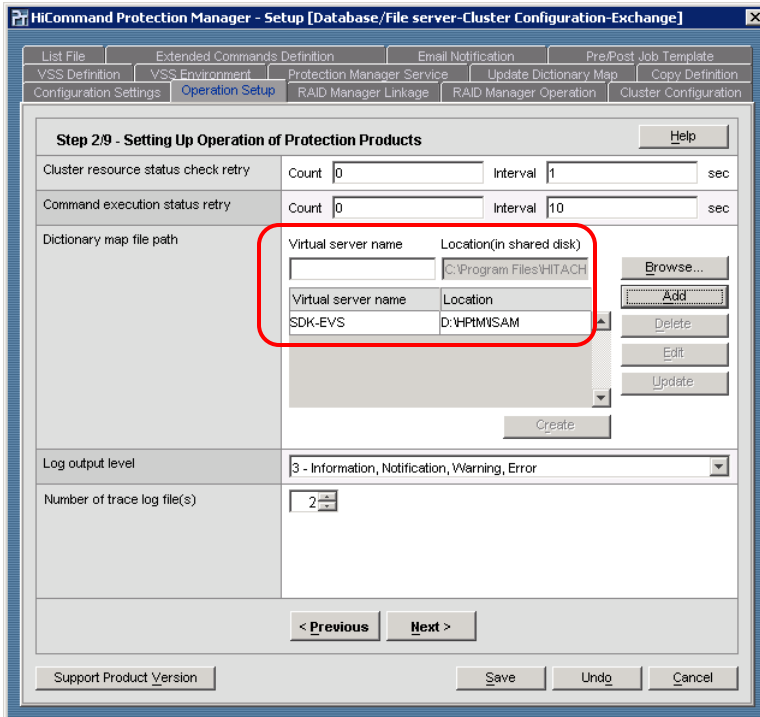 HiCommand Protection Manager - Setup [Database/File server-Cluster Configuration-Exchange]
List File Extended Commands Definition Email Notification Pre/Post Job Template
VSS Definition VSS Environment Protection Manager Service Update Dictionary Map Copy Definition
Configuration Settings Operation Setup RAID Manager Linkage RAID Manager Operation Cluster Configuration
Step 2/9 - Setting Up Operation of Protection Products Help
Cluster resource status check retry Count 0 Interval 1 sec
Command execution status retry Count 0 Interval 10 sec
Dictionary map file path Virtual server name Location(in shared disk)
C:\Program Files\HITACH Browse...
Virtual server name Location Add
SDK-EVS D:\HPtM\ISAM Delete
Edit
Update
Create
Log output level 3 - Information, Notification, Warning, Error
Number of trace log file(s) 2
< Previous Next >
Support Product Version Save Undo Cancel